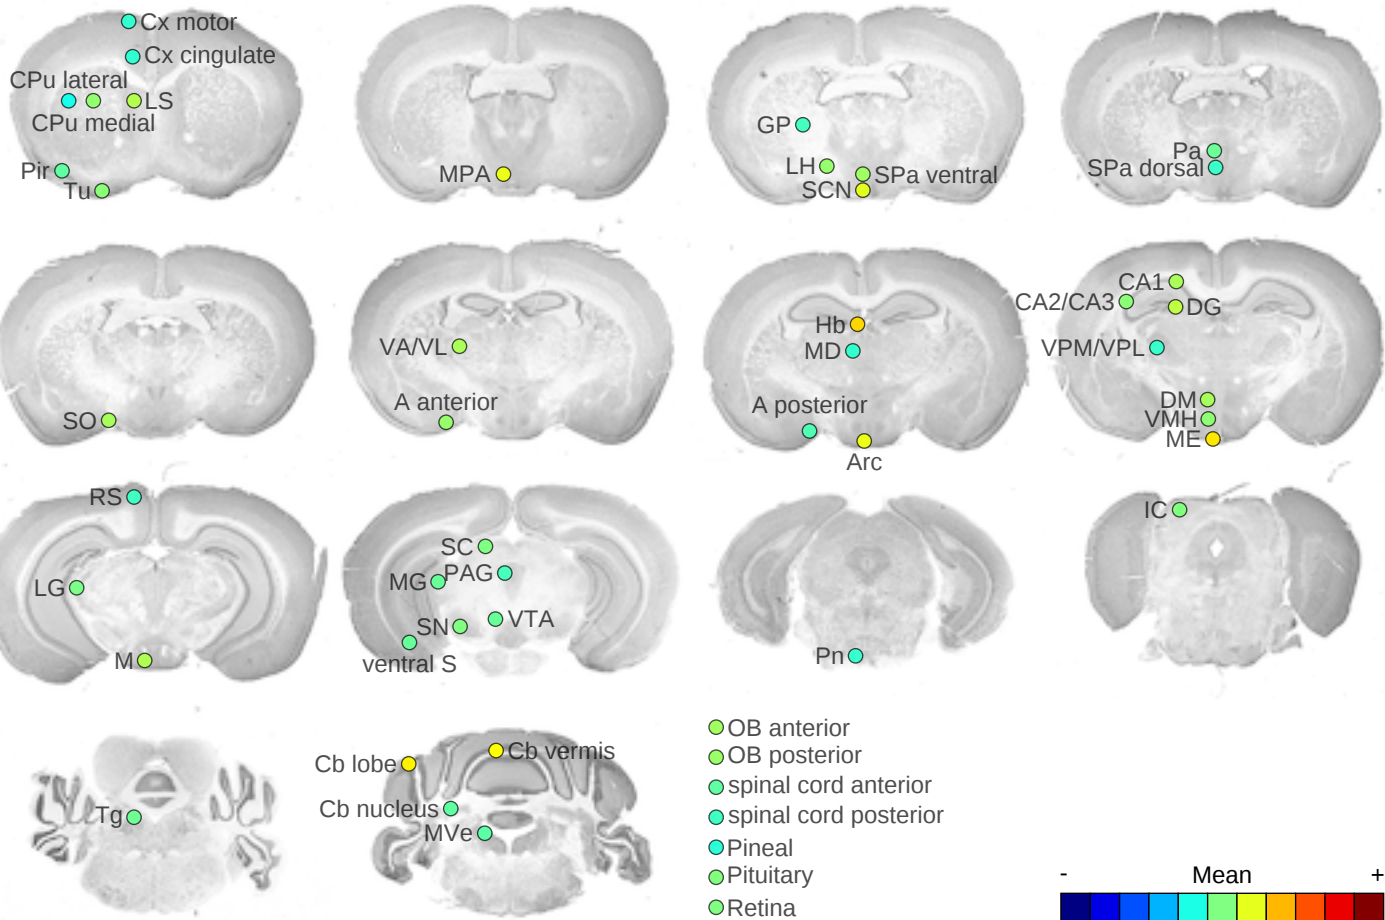 Cx motor
Cx cingulate
CPu lateral
LS
CPu medial
Pir
Tu
MPA
GP
LH
SPa ventral
SCN
Pa
SPa dorsal
SO
VA/VL
A anterior
Hb
MD
A posterior
Arc
CA1
CA2/CA3
DG
VPM/VPL
DM
VMH
ME
RS
LG
M
SC
PAG
MG
VTA
SN
ventral S
Pn
IC
Tg
Cb lobe
Cb vermis
Cb nucleus
MVe
OB anterior
OB posterior
spinal cord anterior
spinal cord posterior
Pineal
Pituitary
Retina
- Mean +